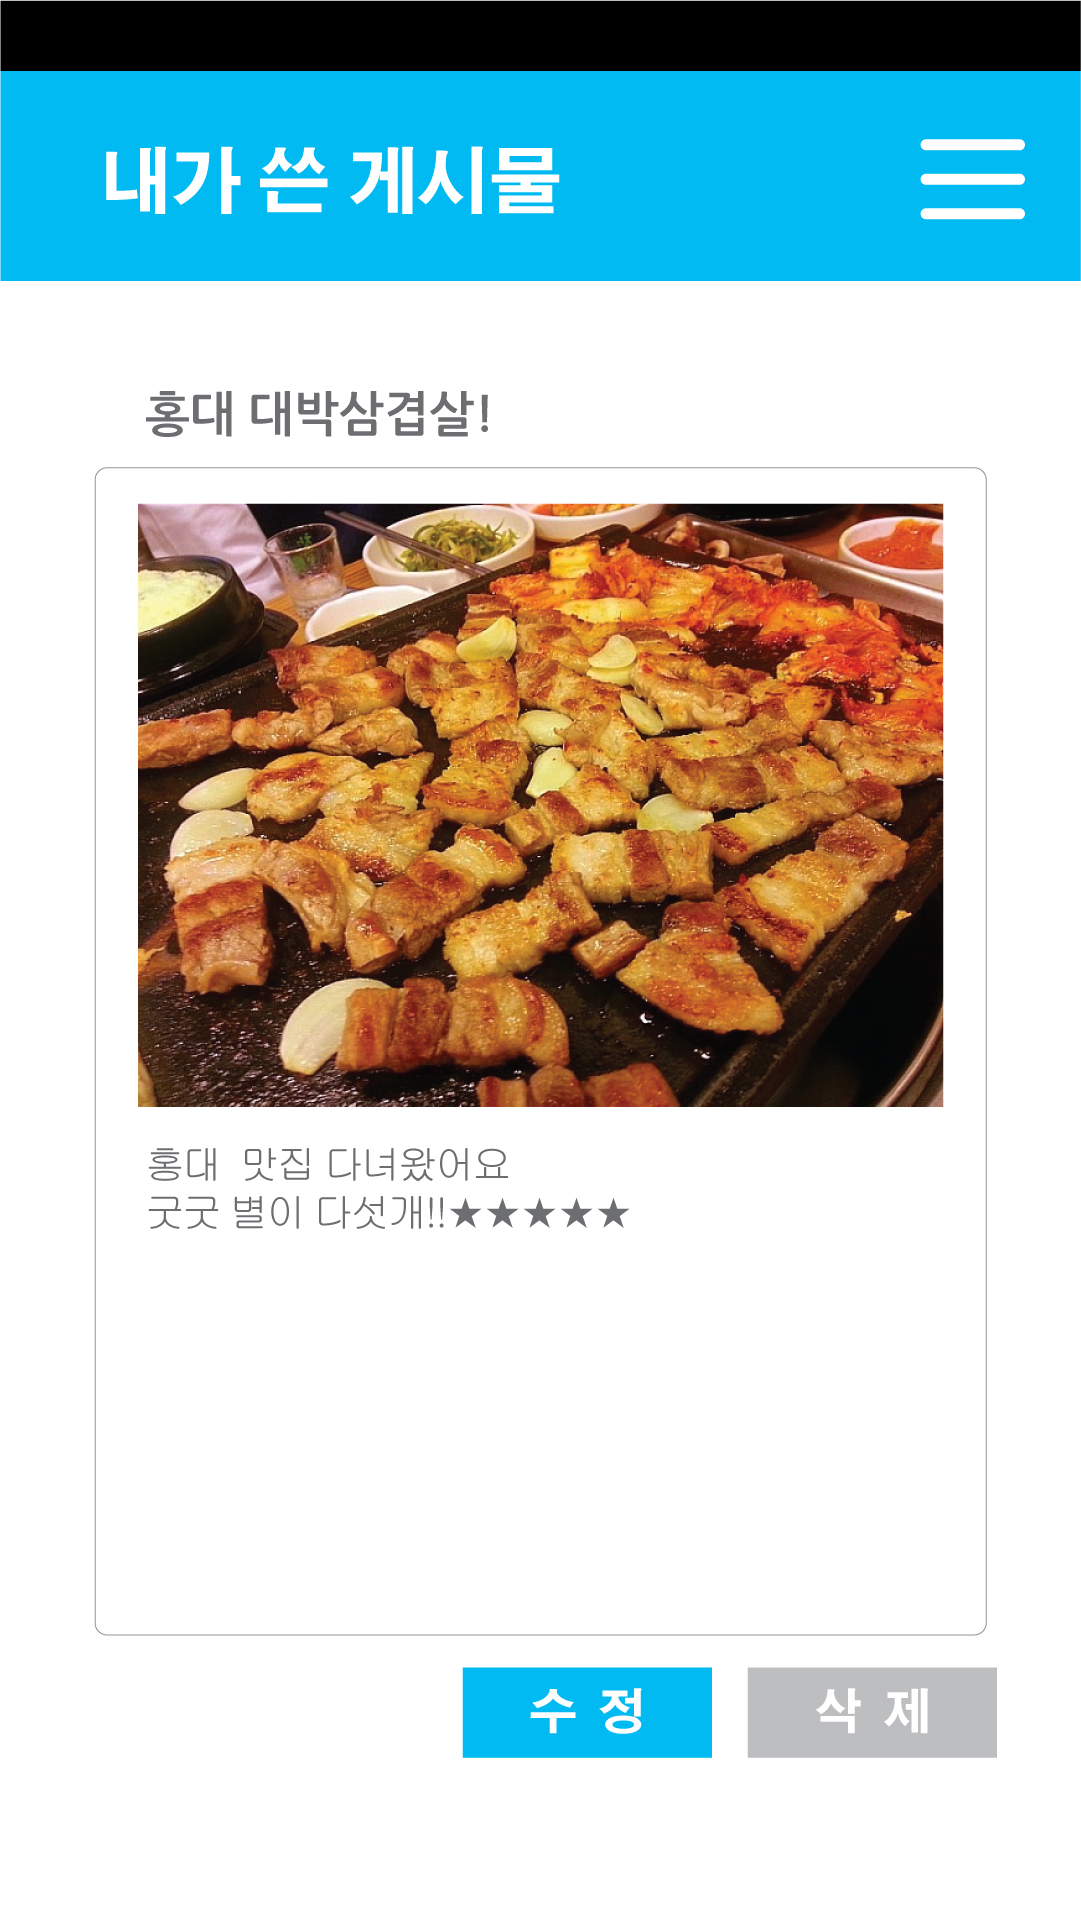 내가 쓴 게시물
홍대 대박삼겹살!
홍대 맛집 다녀왔어요
굿굿 별이 다섯개!!★★★★★
수 정
삭 제